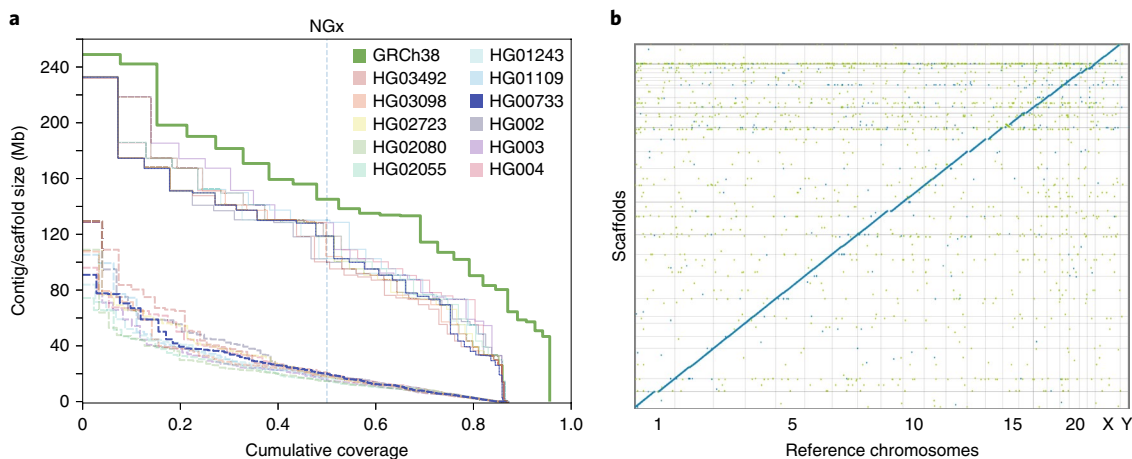 a
NGx
GRCh38
HG03492
HG03098
HG02723
HG02080
HG02055
HG01243
HG01109
HG00733
HG002
HG003
HG004
Contig/scaffold size (Mb)
240
200
160
120
80
40
0
0 0.2 0.4 0.6 0.8 1.0
Cumulative coverage
b
Scaffolds
1 5 10 15 20 X Y
Reference chromosomes